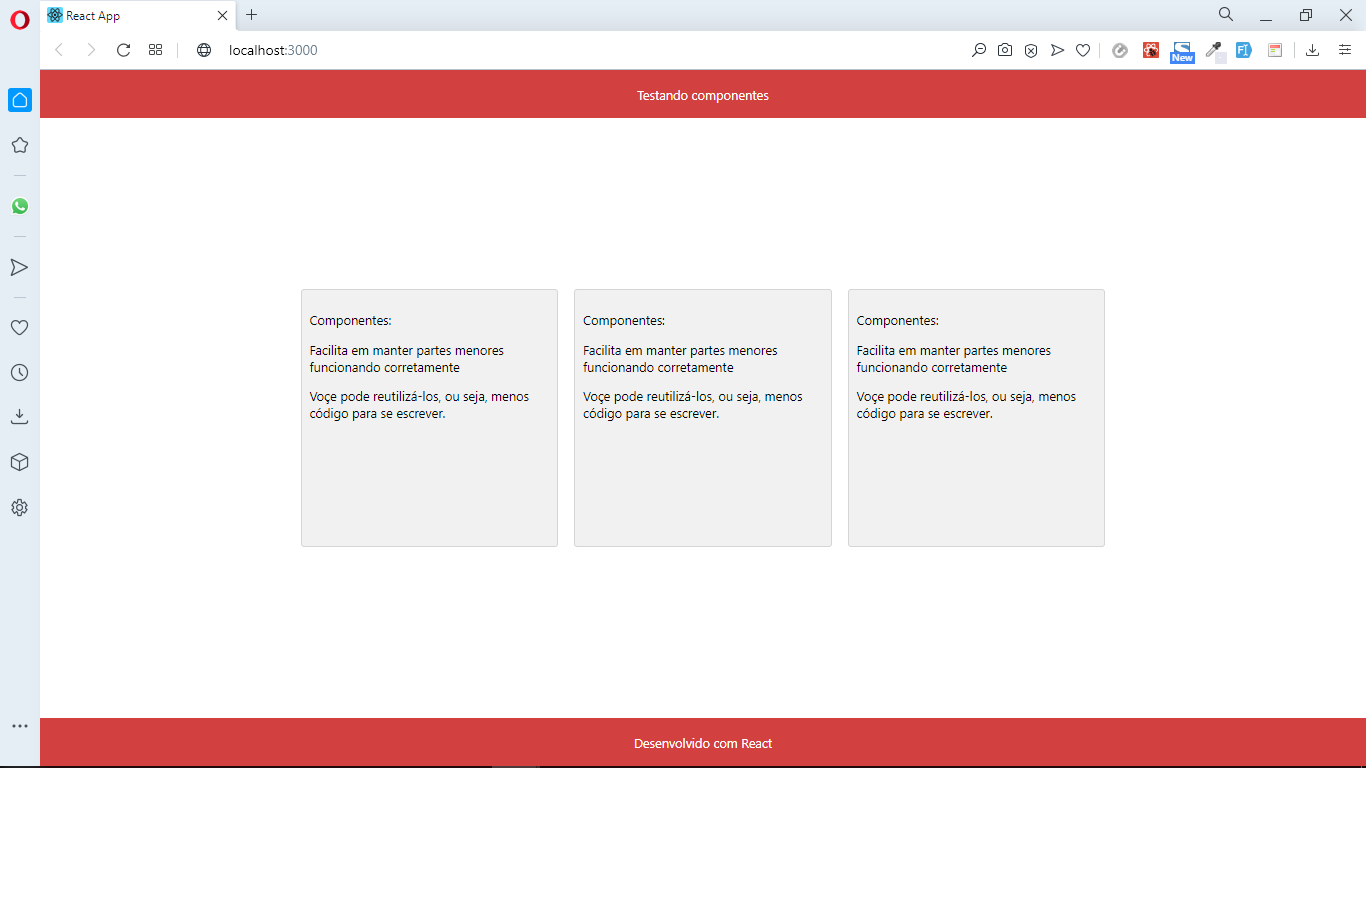 React App
localhost:3000
New
Testando componentes
Componentes:
Facilita em manter partes menores
funcionando corretamente
Voçe pode reutilizá-los, ou seja, menos
código para se escrever.
Componentes:
Facilita em manter partes menores
funcionando corretamente
Voçe pode reutilizá-los, ou seja, menos
código para se escrever.
Componentes:
Facilita em manter partes menores
funcionando corretamente
Voçe pode reutilizá-los, ou seja, menos
código para se escrever.
Desenvolvido com React